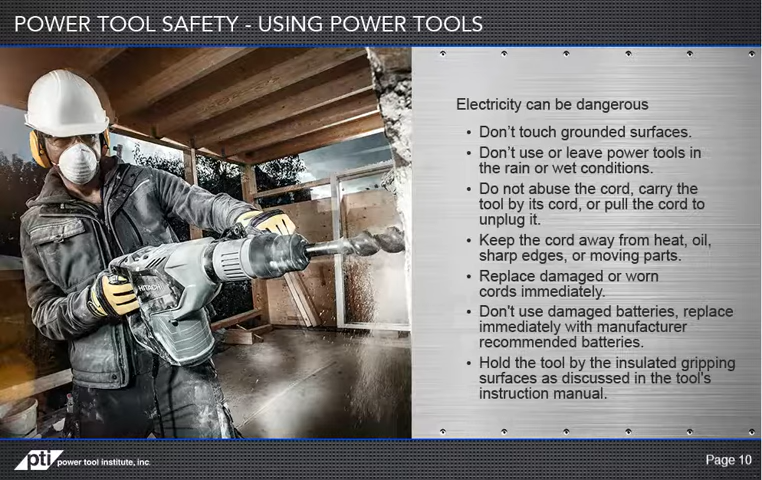 POWER TOOL SAFETY - USING POWER TOOLS
Electricity can be dangerous
• Don't touch grounded surfaces.
• Don't use or leave power tools in
the rain or wet conditions.
• Do not abuse the cord, carry the
tool by its cord, or pull the cord to
unplug it.
• Keep the cord away from heat, oil,
sharp edges, or moving parts.
• Replace damaged or worn
cords immediately.
• Don't use damaged batteries, replace
immediately with manufacturer
recommended batteries.
• Hold the tool by the insulated gripping
surfaces as discussed in the tool's
instruction manual.
HITACHI
pti power tool institute, inc.
Page 10